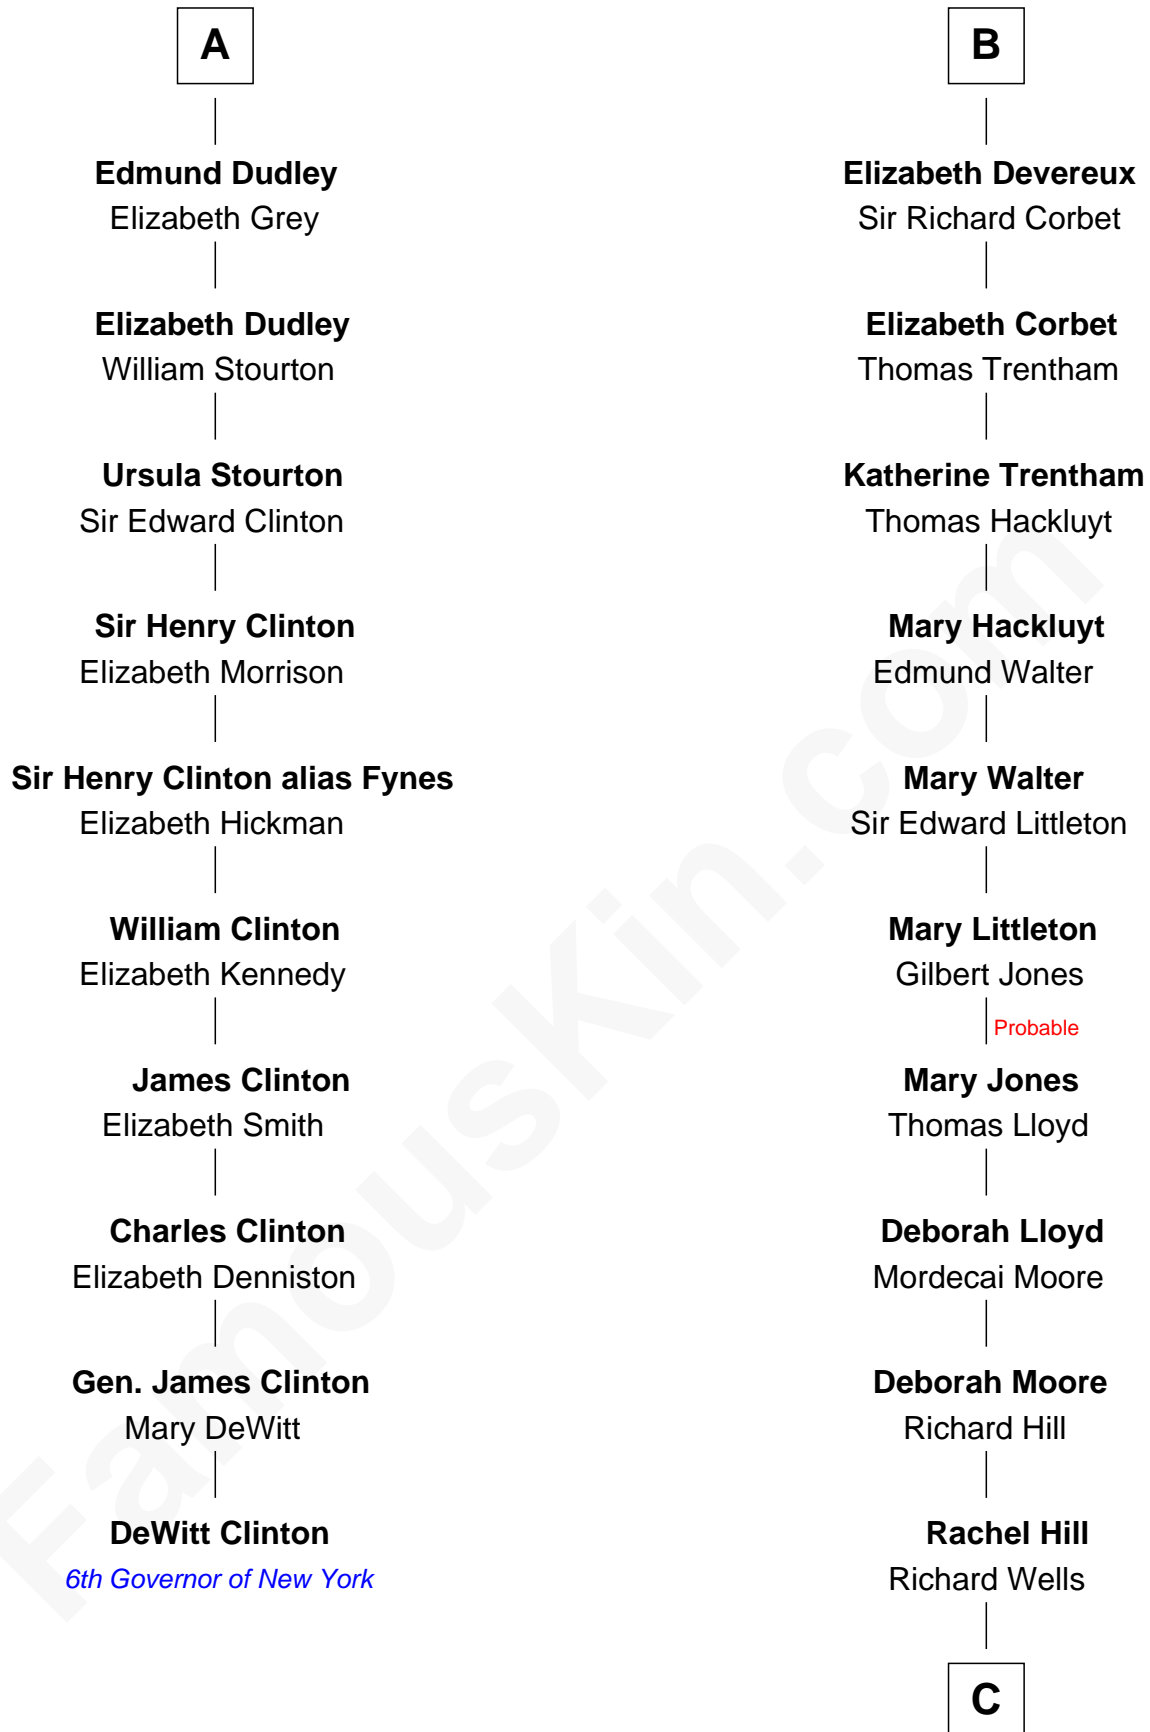 A
Edmund Dudley
Elizabeth Grey
Elizabeth Dudley
William Stourton
Ursula Stourton
Sir Edward Clinton
Sir Henry Clinton
Elizabeth Morrison
Sir Henry Clinton alias Fynes
Elizabeth Hickman
William Clinton
Elizabeth Kennedy
James Clinton
Elizabeth Smith
Charles Clinton
Elizabeth Denniston
Gen. James Clinton
Mary DeWitt
DeWitt Clinton
6th Governor of New York
B
Elizabeth Devereux
Sir Richard Corbet
Elizabeth Corbet
Thomas Trentham
Katherine Trentham
Thomas Hackluyt
Mary Hackluyt
Edmund Walter
Mary Walter
Sir Edward Littleton
Mary Littleton
Gilbert Jones
Probable
Mary Jones
Thomas Lloyd
Deborah Lloyd
Mordecai Moore
Deborah Moore
Richard Hill
Rachel Hill
Richard Wells
C
FamousKin.com